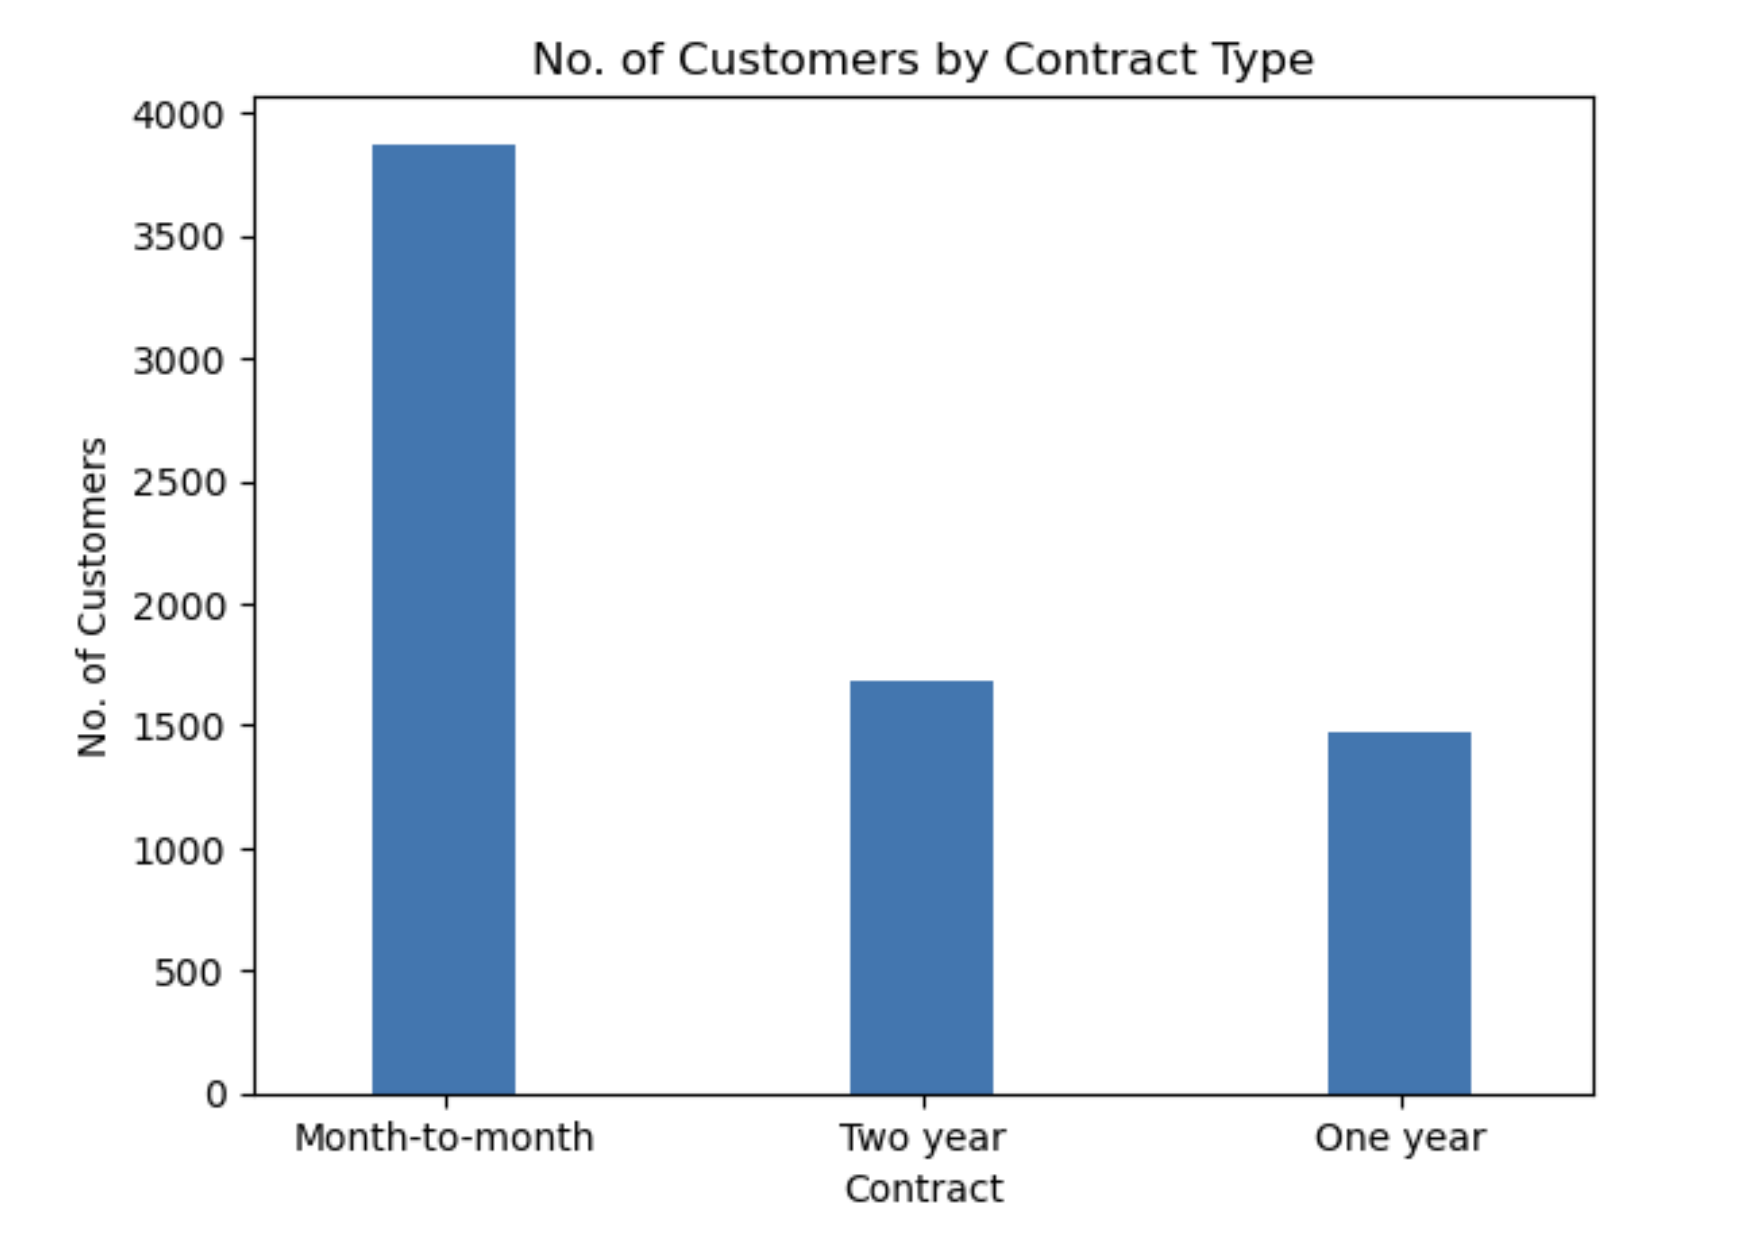 No. of Customers by Contract Type
4000
3500
3000
2500
2000
1500
1000
500
0
No. of Customers
Month-to-month Two year One year
Contract